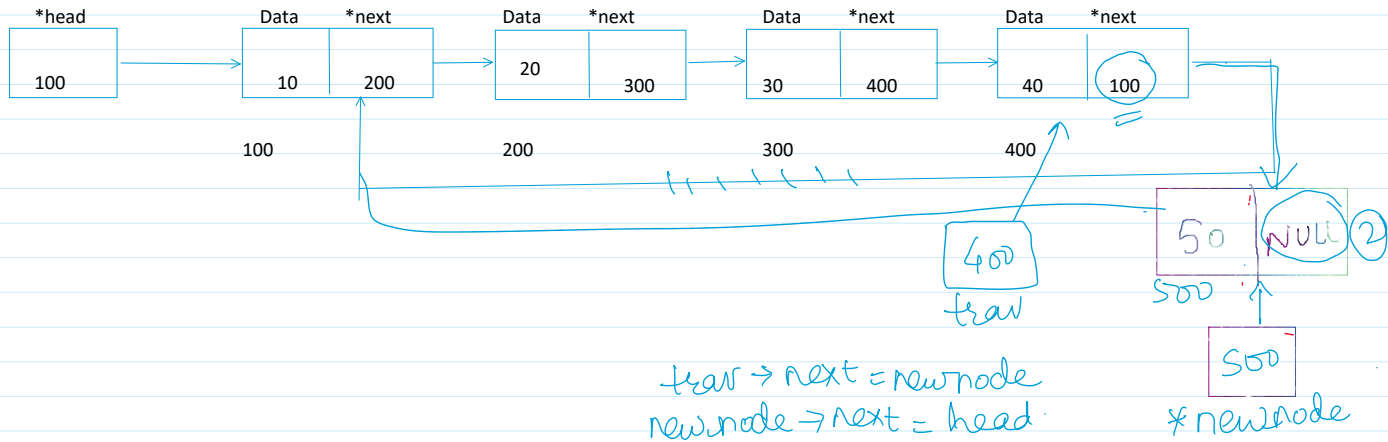 *head Data *next Data *next Data *next Data *next
100 10 200 20 300 30 400 40 100
100 200 300 400
50 NULL 2
400
500
trav
500
trav → next = newnode
newnode → next = head
*newnode